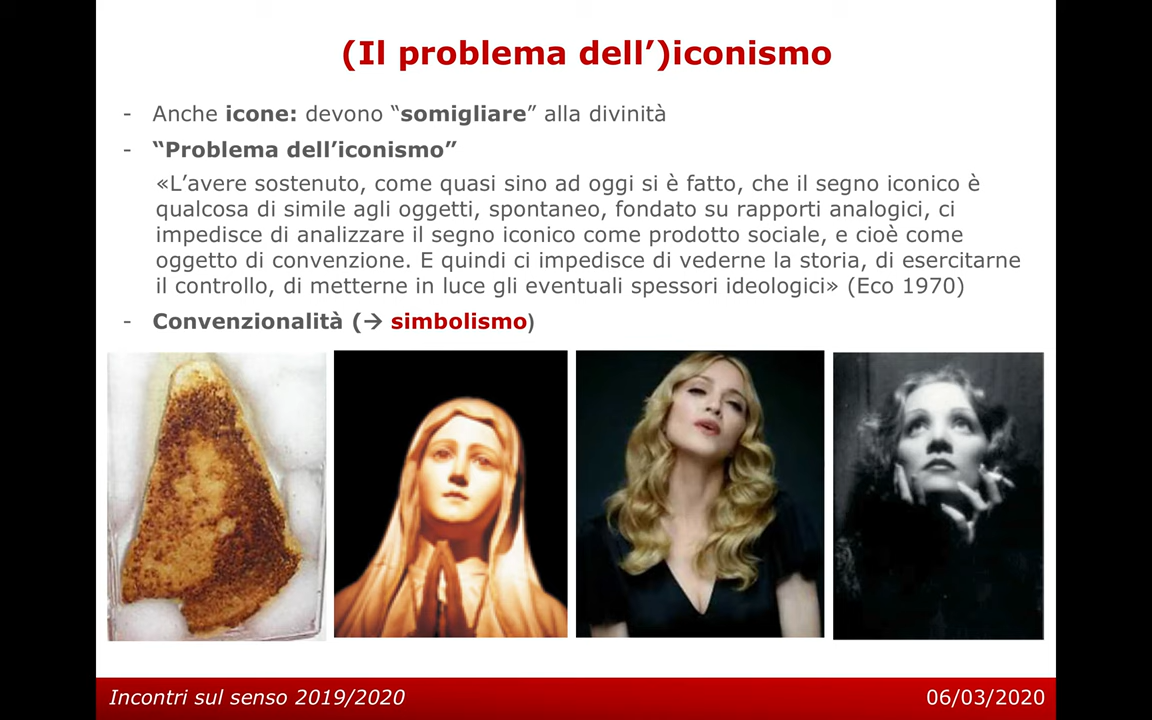 (Il problema dell’)iconismo
- Anche icone: devono “somigliare” alla divinità
- “Problema dell’iconismo”
«L’avere sostenuto, come quasi sino ad oggi si è fatto, che il segno iconico è
qualcosa di simile agli oggetti, spontaneo, fondato su rapporti analogici, ci
impedisce di analizzare il segno iconico come prodotto sociale, e cioè come
oggetto di convenzione. E quindi ci impedisce di vederne la storia, di esercitarne
il controllo, di metterne in luce gli eventuali spessori ideologici» (Eco 1970)
- Convenzionalità (→ simbolismo)
Incontri sul senso 2019/2020
06/03/2020